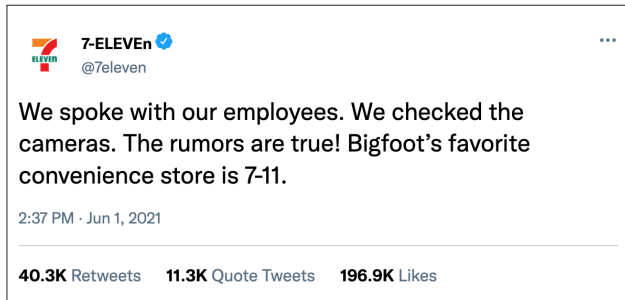 7-ELEVEn
@7eleven
ELEVEn
We spoke with our employees. We checked the
cameras. The rumors are true! Bigfoot’s favorite
convenience store is 7-11.
2:37 PM · Jun 1, 2021
40.3K Retweets 11.3K Quote Tweets 196.9K Likes